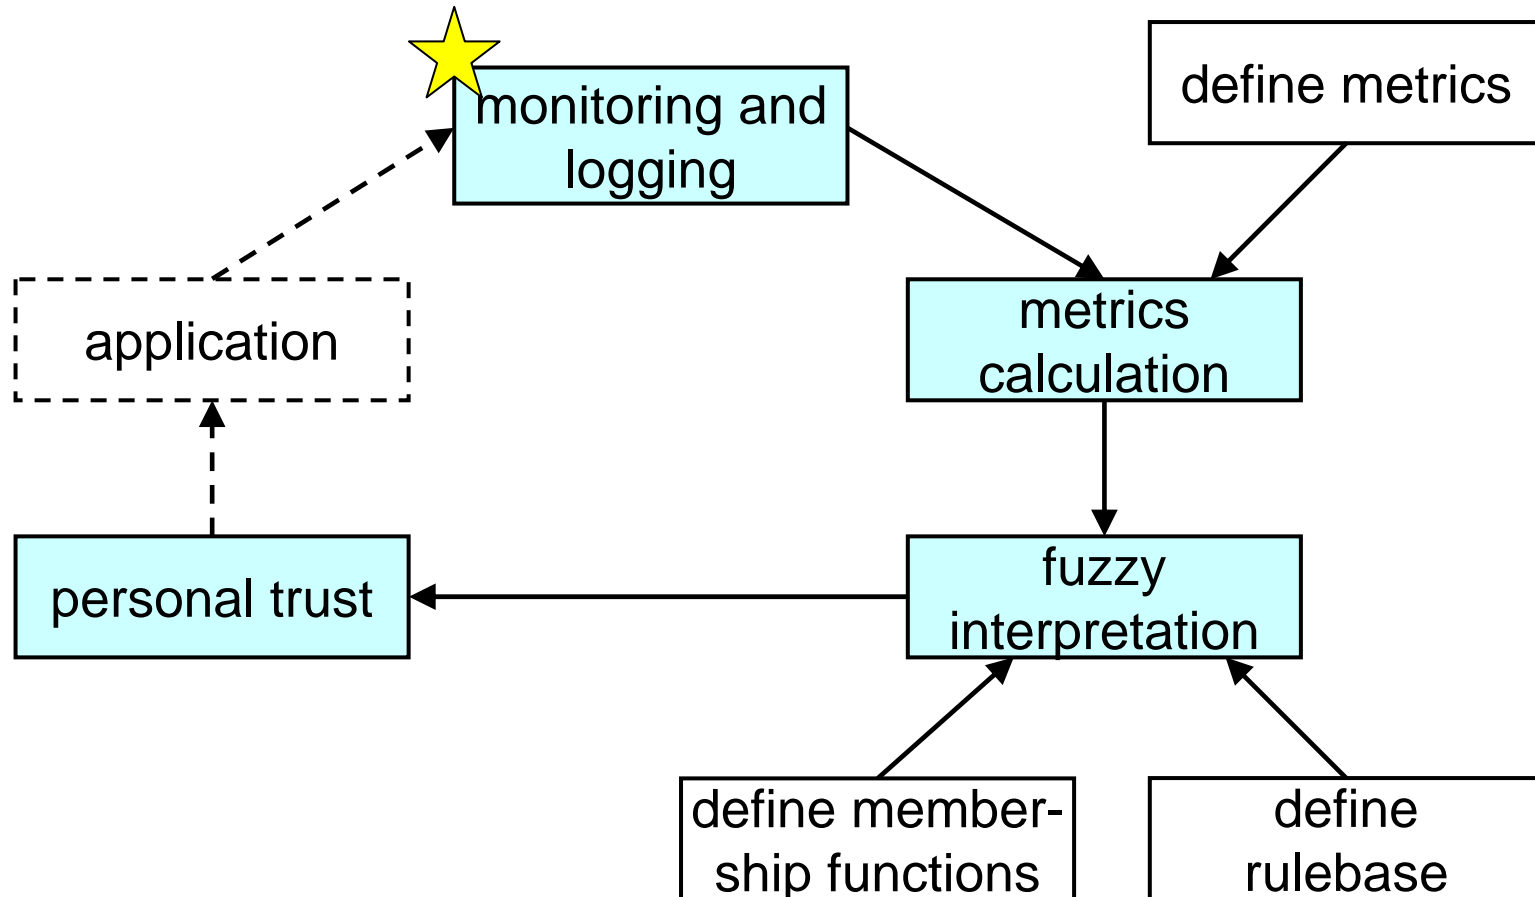 monitoring and
logging
define metrics
metrics
calculation
application
fuzzy
interpretation
personal trust
define member-
ship functions
define
rulebase